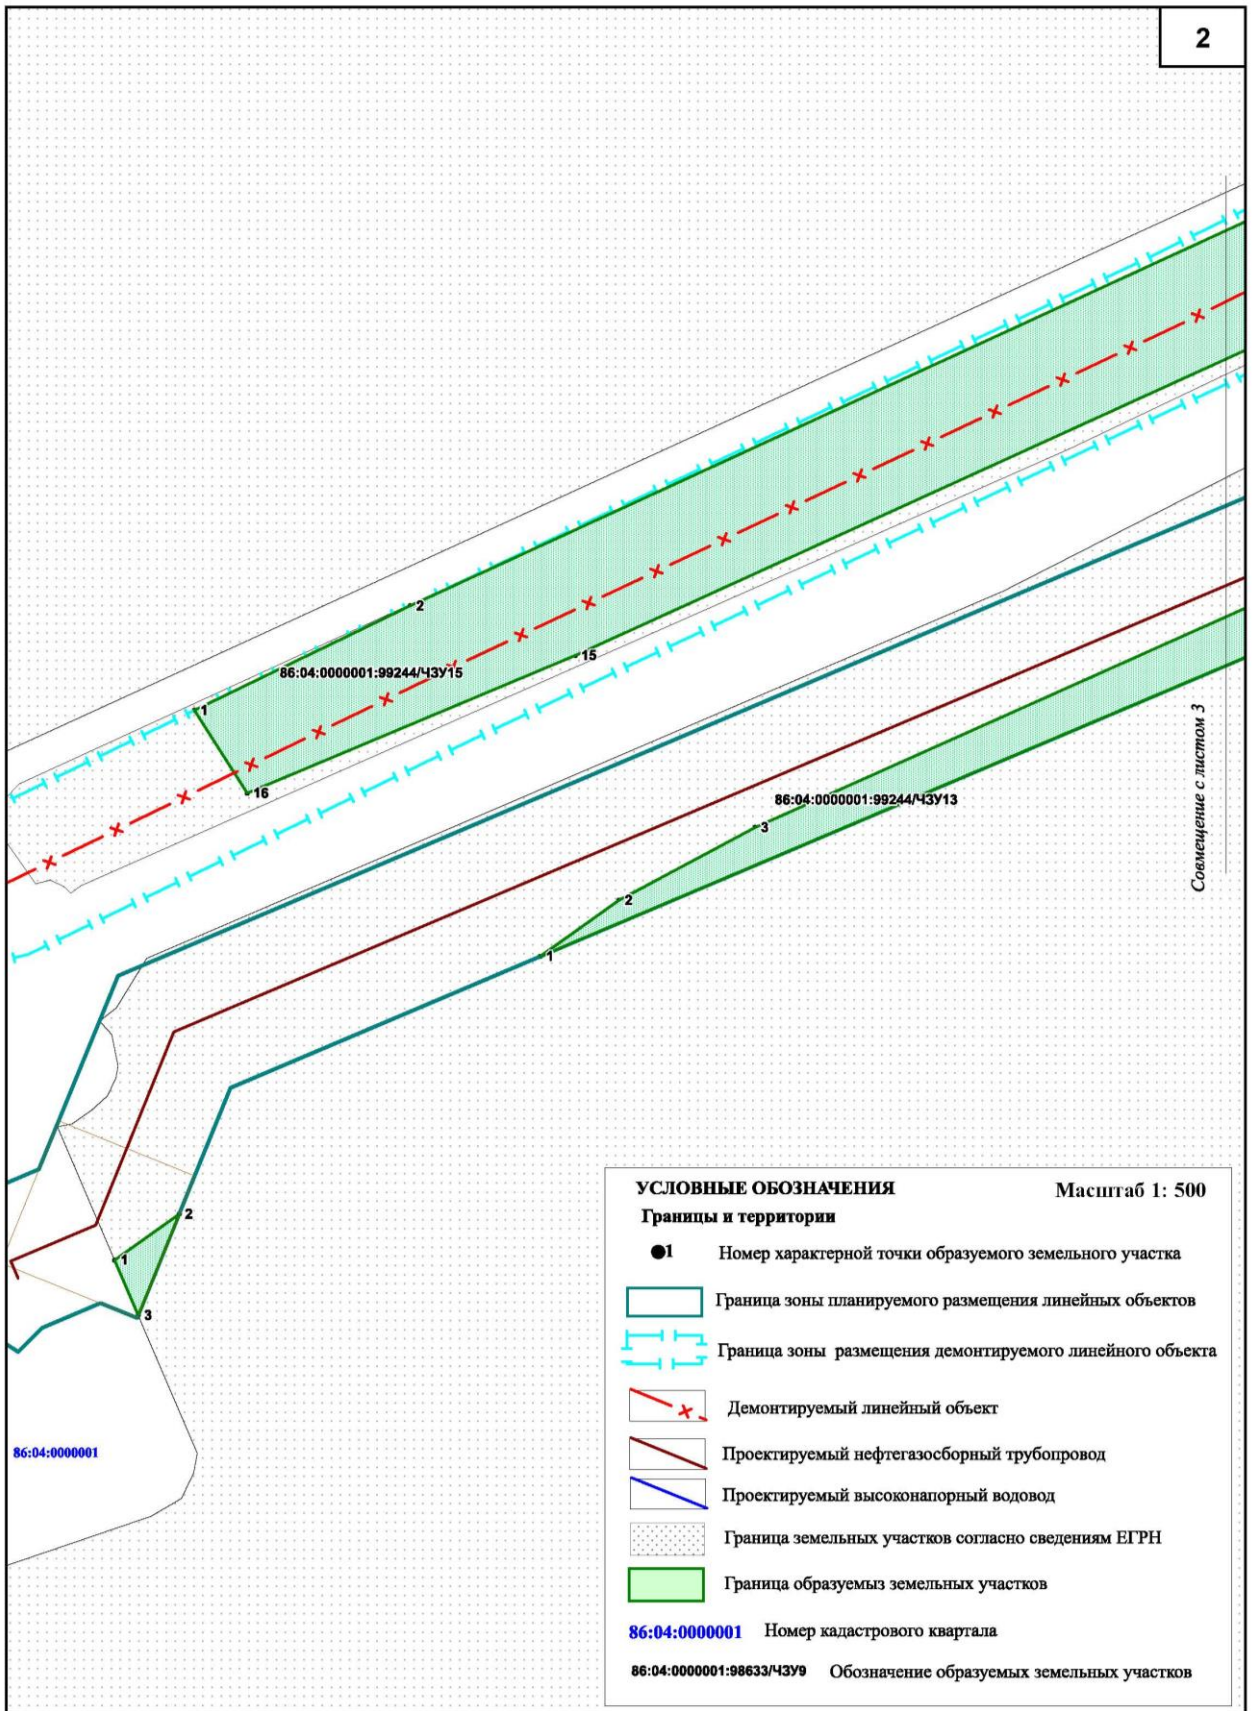 2
2
15
86:04:0000001:99244/ЧЗУ15
1
16
Совмещение с листом 3
86:04:0000001:99244/ЧЗУ13
3
2
1
2
1
3
86:04:0000001
УСЛОВНЫЕ ОБОЗНАЧЕНИЯ
Масштаб 1: 500
Границы и территории
1 Номер характерной точки образуемого земельного участка
Граница зоны планируемого размещения линейных объектов
Граница зоны размещения демонтируемого линейного объекта
Демонтируемый линейный объект
Проектируемый нефтегазосборный трубопровод
Проектируемый высоконапорный водовод
Граница земельных участков согласно сведениям ЕГРН
Граница образуемыз земельных участков
86:04:0000001 Номер кадастрового квартала
86:04:0000001:98633/ЧЗУ9 Обозначение образуемых земельных участков